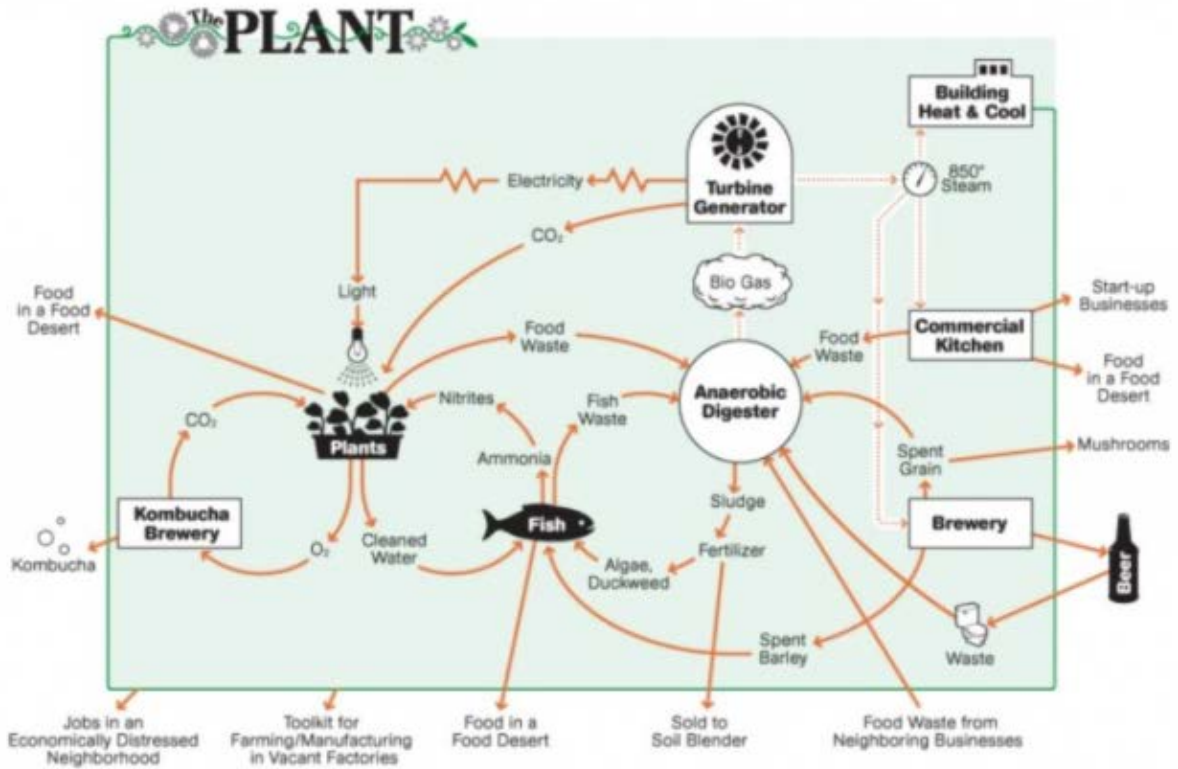 The PLANT
Building
Heat & Cool
850°
Steam
Electricity
Turbine
Generator
CO₂
Bio Gas
Light
Food
in a Food
Desert
Start-up
Businesses
Food
Waste
Food
Waste
Commercial
Kitchen
Food
in a Food
Desert
Anaerobic
Digester
Nitrites
Fish
Waste
CO₂
Plants
Ammonia
Spent
Grain
Mushrooms
Sludge
Kombucha
Brewery
Fish
Brewery
Kombucha
O₂
Cleaned
Water
Fertilizer
Algae,
Duckweed
Beer
Spent
Barley
Waste
Jobs in an
Economically Distressed
Neighborhood
Toolkit for
Farming/Manufacturing
in Vacant Factories
Food in a
Food Desert
Sold to
Soil Blender
Food Waste from
Neighboring Businesses